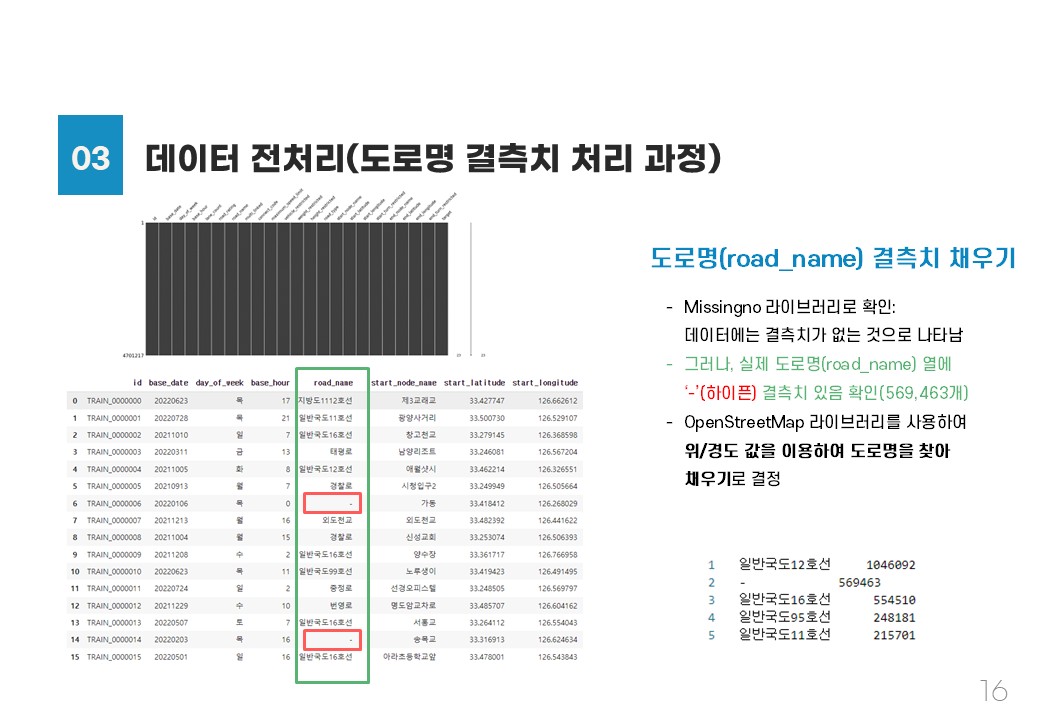 03
데이터 전처리(도로명 결측치 처리 과정)
id base_date day_of_week base_hour lane_count road_rating road_name multi_linked connect_code maximum_speed_limit vehicle_restricted weight_restricted height_restricted road_type start_node_name start_latitude start_longitude start_turn_restricted end_node_name end_latitude end_longitude end_turn_restricted target
1
4701217
23 23
도로명(road_name) 결측치 채우기
- Missingno 라이브러리로 확인:
데이터에는 결측치가 없는 것으로 나타남
- 그러나, 실제 도로명(road_name) 열에
‘-’(하이픈) 결측치 있음 확인(569,463개)
- OpenStreetMap 라이브러리를 사용하여
위/경도 값을 이용하여 도로명을 찾아
채우기로 결정
id base_date day_of_week base_hour road_name start_node_name start_latitude start_longitude
0 TRAIN_0000000 20220623 목 17 지방도1112호선 제3교래교 33.427747 126.662612
1 TRAIN_0000001 20220728 목 21 일반국도11호선 광양사거리 33.500730 126.529107
2 TRAIN_0000002 20211010 일 7 일반국도16호선 창고천교 33.279145 126.368598
3 TRAIN_0000003 20220311 금 13 태평로 남양리조트 33.246081 126.567204
4 TRAIN_0000004 20211005 화 8 일반국도12호선 애월샷시 33.462214 126.326551
5 TRAIN_0000005 20210913 월 7 경찰로 시청입구2 33.249949 126.505664
6 TRAIN_0000006 20220106 목 0 - 가동 33.418412 126.268029
7 TRAIN_0000007 20211213 월 16 외도천교 외도천교 33.482392 126.441622
8 TRAIN_0000008 20211004 월 15 경찰로 신성교회 33.253074 126.506393
9 TRAIN_0000009 20211208 수 2 일반국도16호선 양수장 33.361717 126.766958
10 TRAIN_0000010 20220623 목 11 일반국도99호선 노루생이 33.419423 126.491495
11 TRAIN_0000011 20220724 일 2 중정로 선경오피스텔 33.248505 126.569797
12 TRAIN_0000012 20211229 수 10 번영로 명도암교차로 33.485707 126.604162
13 TRAIN_0000013 20220507 토 7 일반국도16호선 서홍교 33.264112 126.554043
14 TRAIN_0000014 20220203 목 16 - 송목교 33.316913 126.624634
15 TRAIN_0000015 20220501 일 16 일반국도16호선 아라초등학교앞 33.478001 126.543843
1 일반국도12호선 1046092
2 - 569463
3 일반국도16호선 554510
4 일반국도95호선 248181
5 일반국도11호선 215701
16